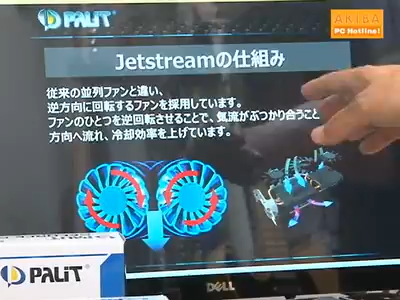 PALiT
AKIBA
PC Hotline!
Jetstreamの仕組み
従来の並列ファンと違い、
逆方向に回転するファンを採用しています。
ファンのひとつを逆回転させることで、気流がぶつかり合うこと
方向へ流れ、冷却効率を上げています。
PALiT
DELL